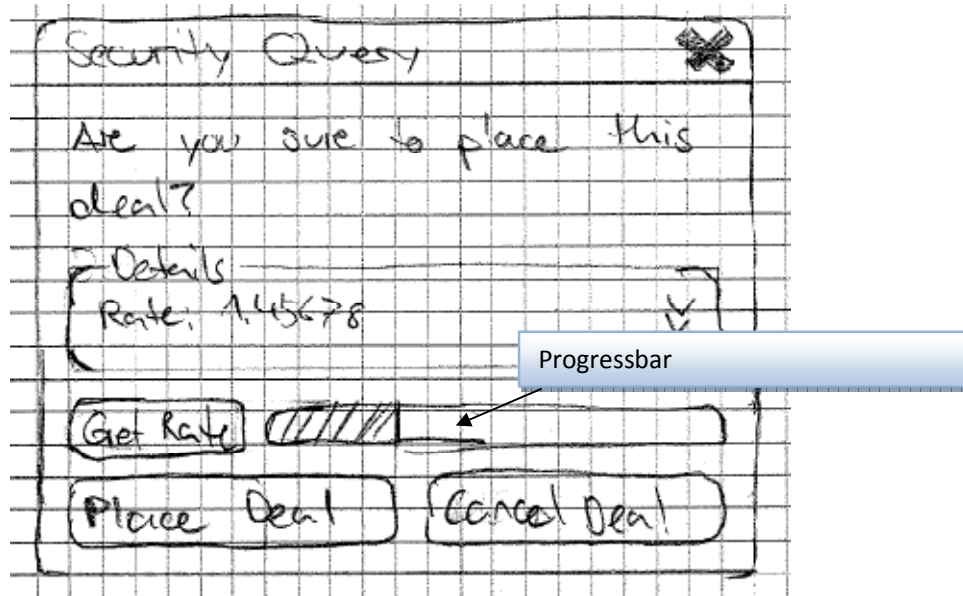 Security Query
Are you sure to place this
deal?
Details
Rate: 1.45678
Progressbar
Get Rate
Place Deal
Cancel Deal